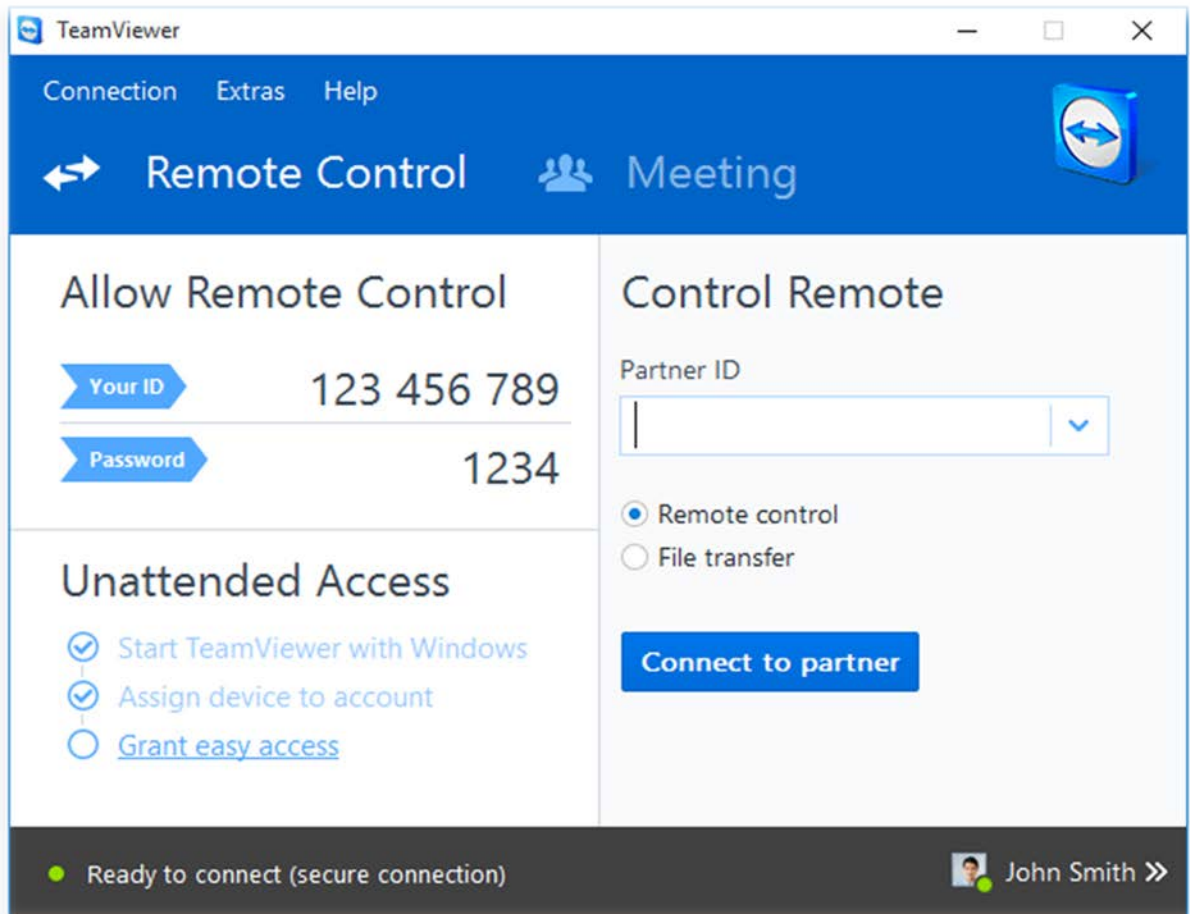 TeamViewer
Connection Extras Help
Remote Control Meeting
Allow Remote Control
Your ID 123 456 789
Password 1234
Unattended Access
Start TeamViewer with Windows
Assign device to account
Grant easy access
Control Remote
Partner ID
Remote control
File transfer
Connect to partner
Ready to connect (secure connection)
John Smith